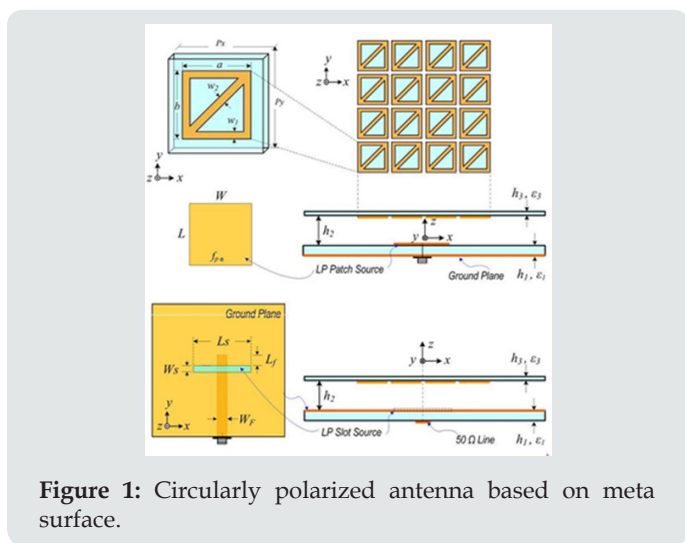 Px
a
y
z x
w2
b
w1
Py
y
z x
W
L
fp
h2
z
y x
h3, ε3
LP Patch Source
Ground Plane
h1, ε1
Ground Plane
Ls
Ws
Lf
y
z x
WF
z
y x
h3, ε3
h2
LP Slot Source
50 Ω Line
h1, ε1
Figure 1: Circularly polarized antenna based on meta
surface.